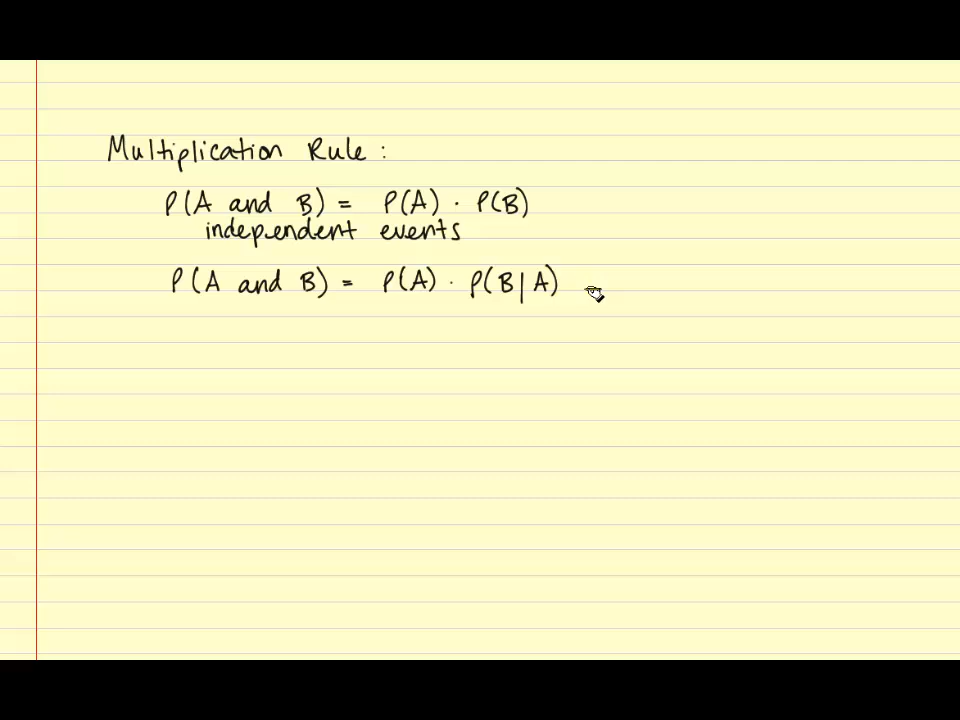 Multiplication Rule:
P(A and B) = P(A) · P(B)
independent events
P(A and B) = P(A) · P(B|A)